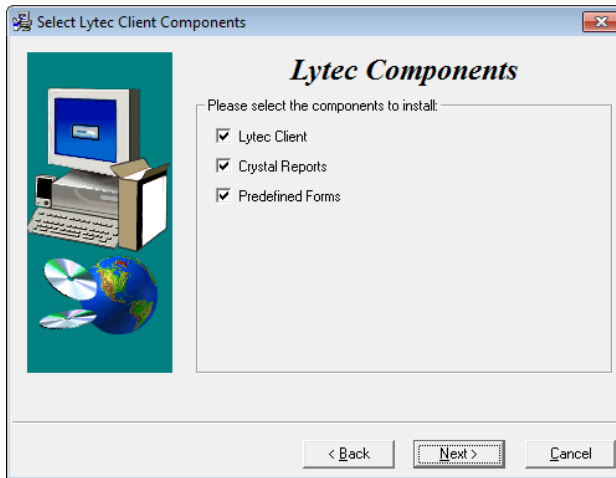 Select Lytec Client Components
Lytec Components
Please select the components to install:
Lytec Client
Crystal Reports
Predefined Forms
< Back
Next >
Cancel